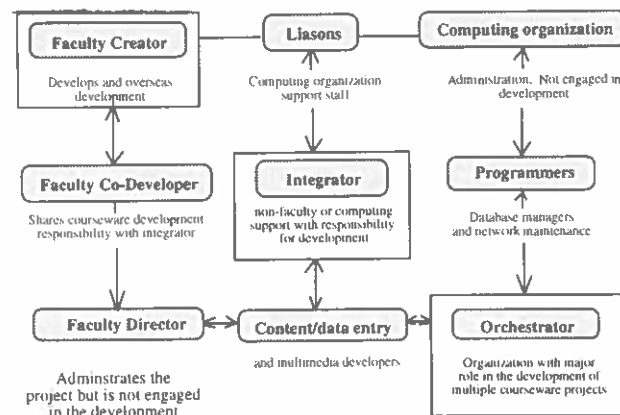 Faculty Creator
Develops and overseas
development
Liasons
Computing organization
support staff
Computing organization
Administration. Not engaged in
development
Faculty Co-Developer
Shares courseware development
responsibility with integrator
Integrator
non-faculty or computing
support with responsibility
for development
Programmers
Database managers
and network maintenance
Faculty Director
Adminstrates the
project but is not engaged
in the development
Content/data entry
and multimedia developers
Orchestrator
Organization with major
role in the development of
multiple courseware projects